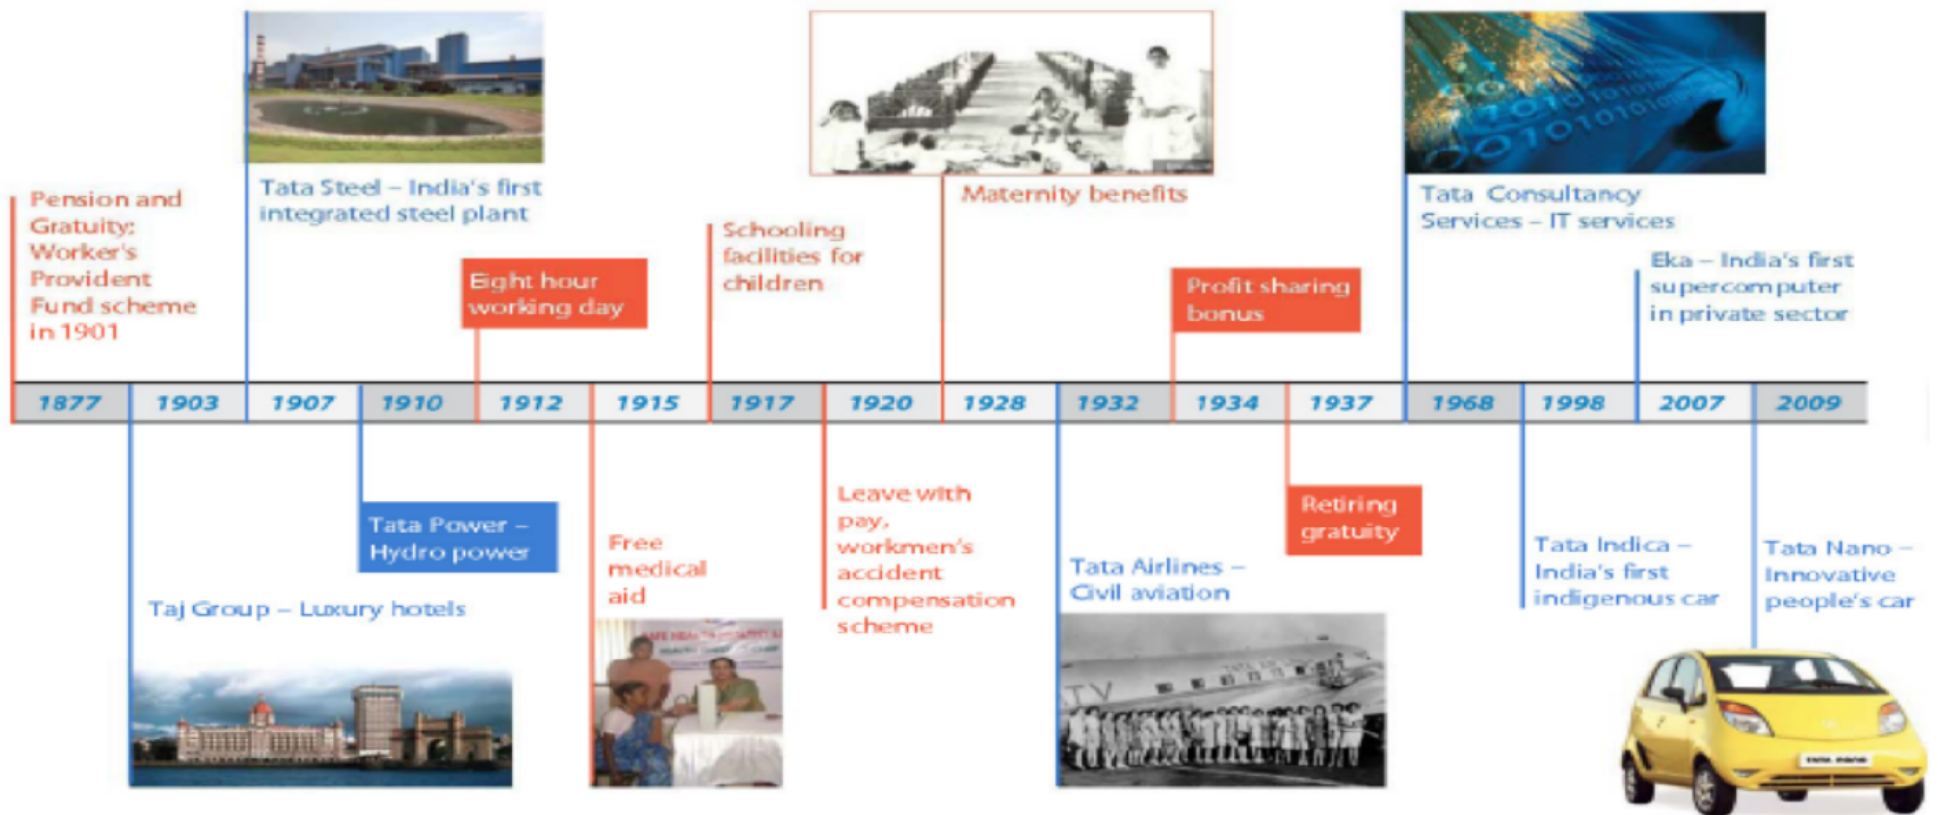 Pension and
Gratuity;
Worker's
Provident
Fund scheme
in 1901
Tata Steel – India's first
integrated steel plant
Eight hour
working day
Schooling
facilities for
children
Maternity benefits
Profit sharing
bonus
Tata Consultancy
Services – IT services
Eka – India's first
supercomputer
in private sector
1877 1903 1907 1910 1912 1915 1917 1920 1928 1932 1934 1937 1968 1998 2007 2009
Taj Group – Luxury hotels
Tata Power –
Hydro power
Free
medical
aid
Leave with
pay,
workmen's
accident
compensation
scheme
Tata Airlines –
Civil aviation
Retiring
gratuity
Tata Indica –
India's first
indigenous car
Tata Nano –
Innovative
people's car
TATA NANO